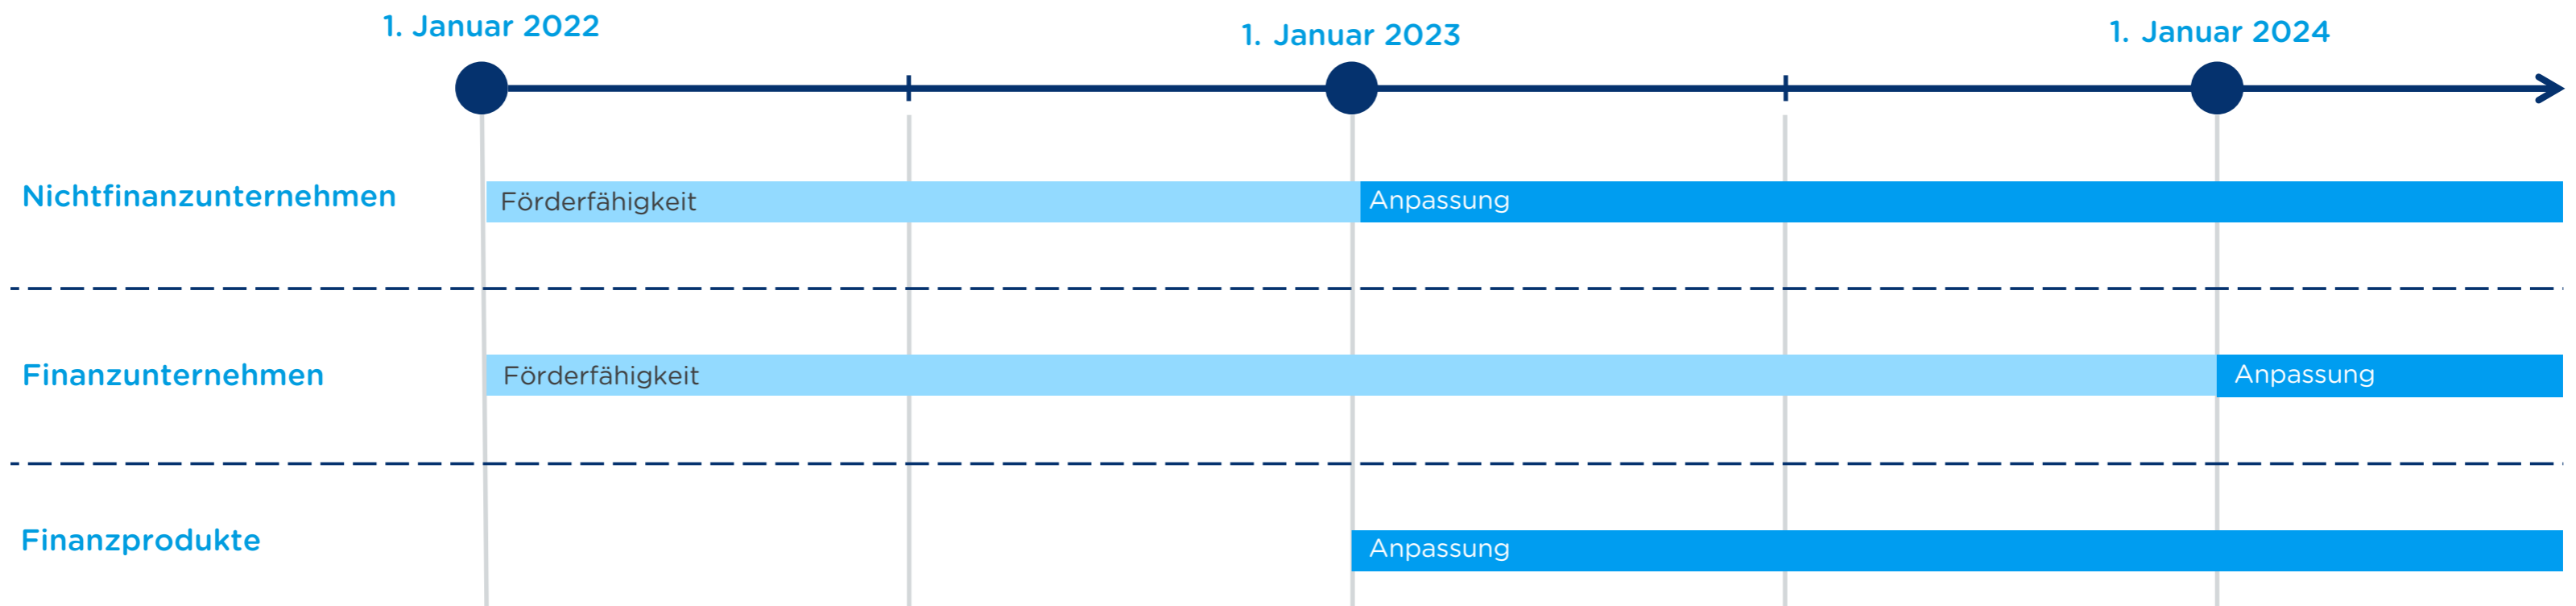 1. Januar 2022
1. Januar 2023
1. Januar 2024
Nichtfinanzunternehmen
Förderfähigkeit
Anpassung
Finanzunternehmen
Förderfähigkeit
Anpassung
Finanzprodukte
Anpassung